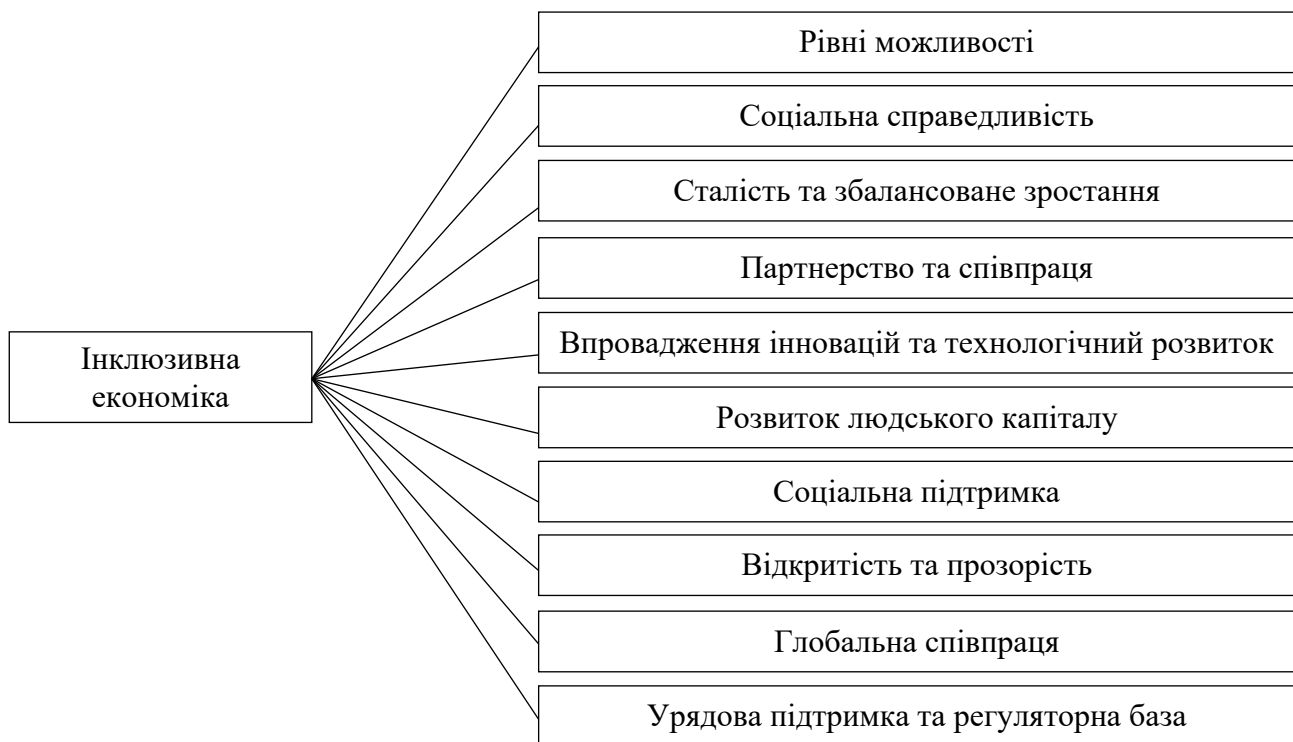 Рівні можливості
Соціальна справедливість
Сталість та збалансоване зростання
Партнерство та співпраця
Інклюзивна
економіка
Впровадження інновацій та технологічний розвиток
Розвиток людського капіталу
Соціальна підтримка
Відкритість та прозорість
Глобальна співпраця
Урядова підтримка та регуляторна база